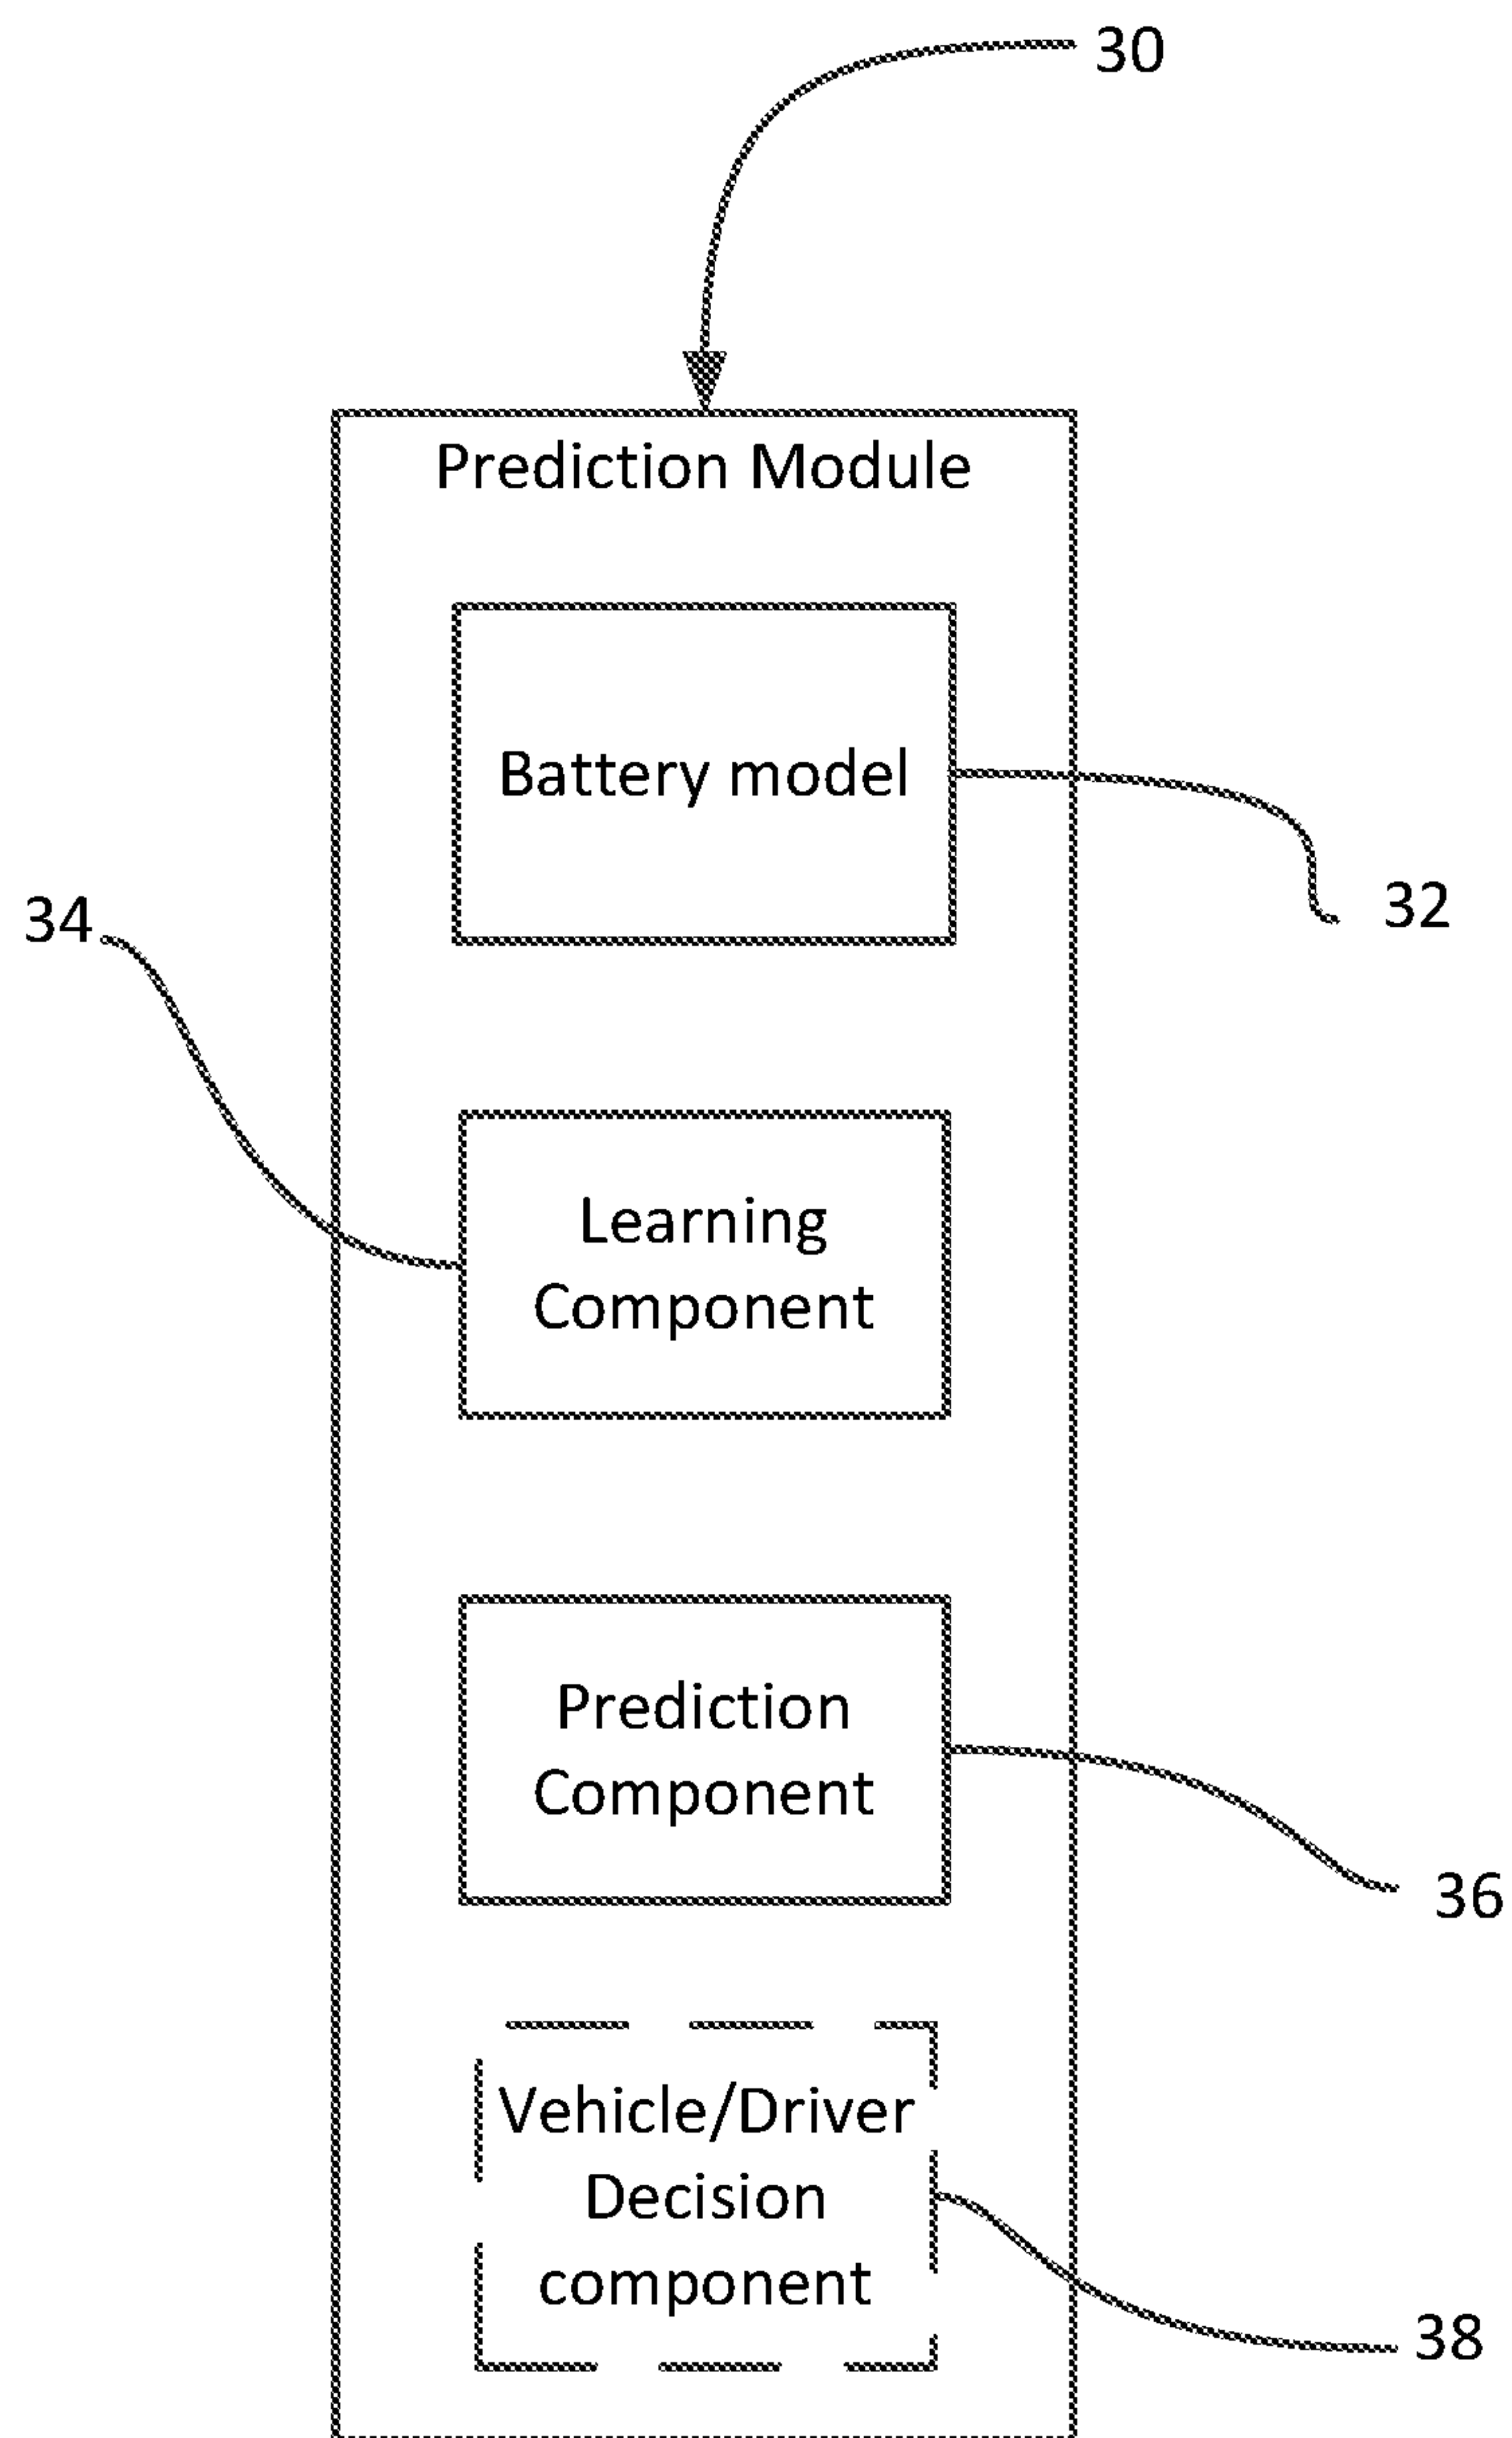 30
Prediction Module
Battery model
32
34
Learning
Component
Prediction
Component
36
Vehicle/Driver
Decision
component
38